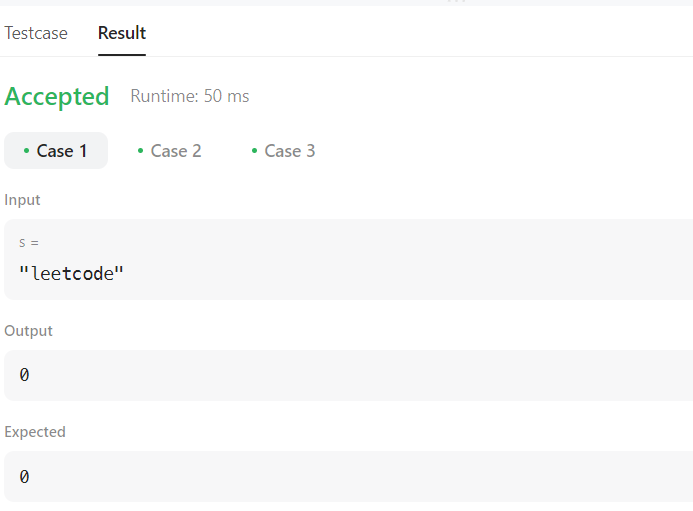 Testcase Result
Accepted Runtime: 50 ms
• Case 1 • Case 2 • Case 3
Input
s =
"leetcode"
Output
0
Expected
0